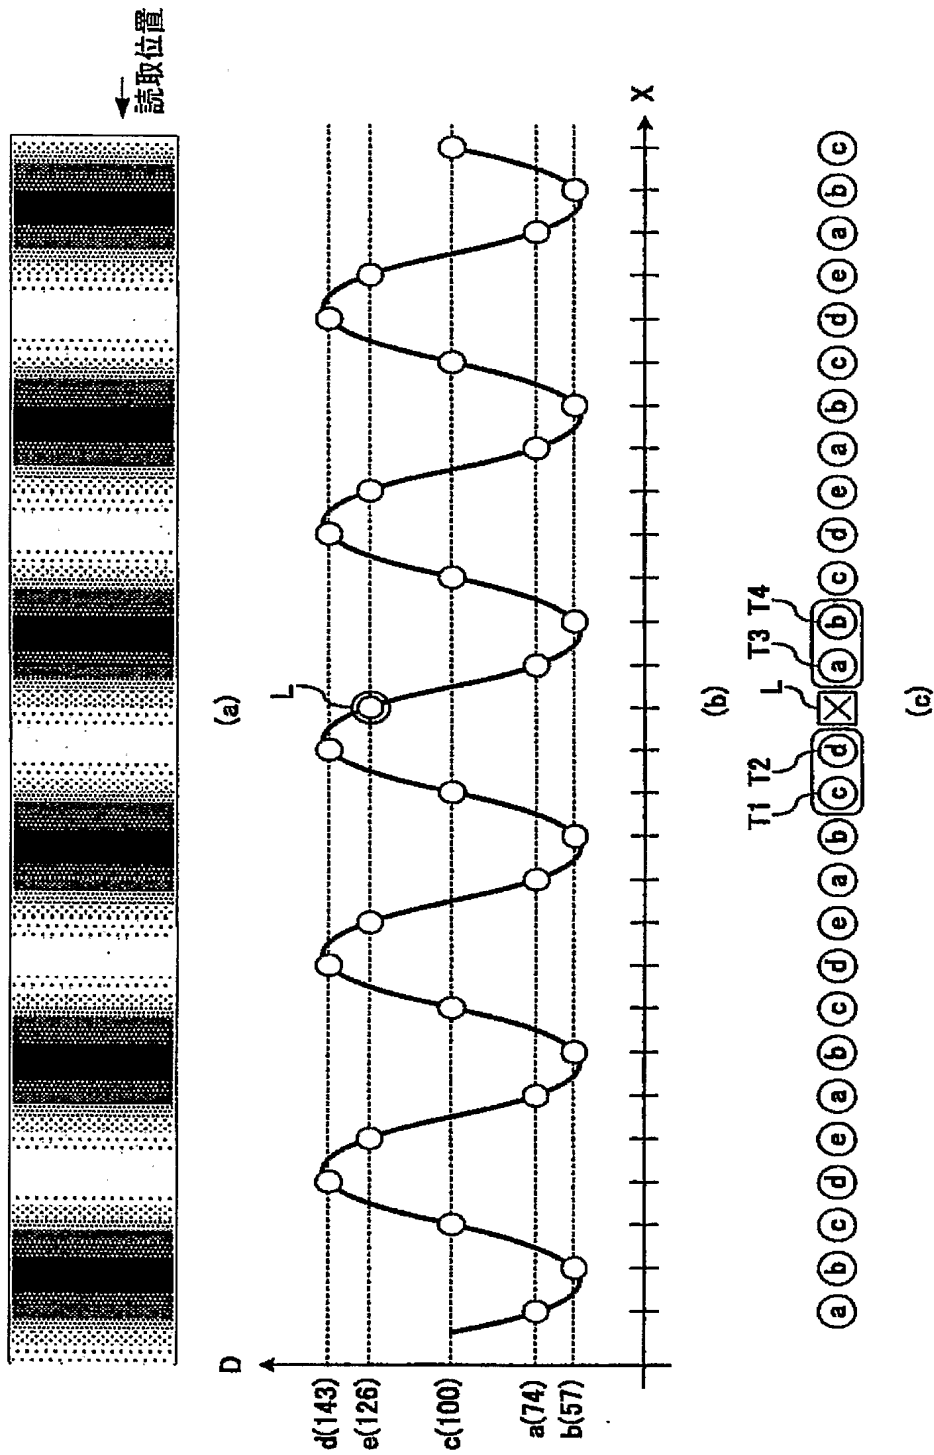 読取位置
(a)
D
d(143)
e(126)
c(100)
a(74)
b(57)
L
X
(b)
T1 T2 L T3 T4
a b c d e a b c d e a b c d a b c d e a b c d e a b c
(c)